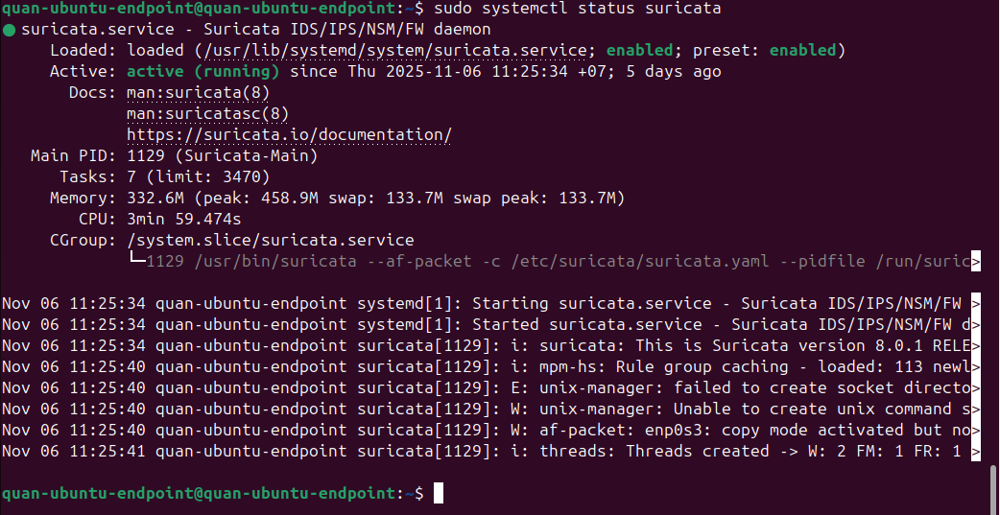 quan-ubuntu-endpoint@quan-ubuntu-endpoint:~$ sudo systemctl status suricata
● suricata.service - Suricata IDS/IPS/NSM/FW daemon
Loaded: loaded (/usr/lib/systemd/system/suricata.service; enabled; preset: enabled)
Active: active (running) since Thu 2025-11-06 11:25:34 +07; 5 days ago
Docs: man:suricata(8)
man:suricatasc(8)
https://suricata.io/documentation/
Main PID: 1129 (Suricata-Main)
Tasks: 7 (limit: 3470)
Memory: 332.6M (peak: 458.9M swap: 133.7M swap peak: 133.7M)
CPU: 3min 59.474s
CGroup: /system.slice/suricata.service
└─1129 /usr/bin/suricata --af-packet -c /etc/suricata/suricata.yaml --pidfile /run/suric>
Nov 06 11:25:34 quan-ubuntu-endpoint systemd[1]: Starting suricata.service - Suricata IDS/IPS/NSM/FW >
Nov 06 11:25:34 quan-ubuntu-endpoint systemd[1]: Started suricata.service - Suricata IDS/IPS/NSM/FW d>
Nov 06 11:25:34 quan-ubuntu-endpoint suricata[1129]: i: suricata: This is Suricata version 8.0.1 RELE>
Nov 06 11:25:40 quan-ubuntu-endpoint suricata[1129]: i: mpm-hs: Rule group caching - loaded: 113 newl>
Nov 06 11:25:40 quan-ubuntu-endpoint suricata[1129]: E: unix-manager: failed to create socket directo>
Nov 06 11:25:40 quan-ubuntu-endpoint suricata[1129]: W: unix-manager: Unable to create unix command s>
Nov 06 11:25:40 quan-ubuntu-endpoint suricata[1129]: W: af-packet: enp0s3: copy mode activated but no>
Nov 06 11:25:41 quan-ubuntu-endpoint suricata[1129]: i: threads: Threads created -> W: 2 FM: 1 FR: 1 >
quan-ubuntu-endpoint@quan-ubuntu-endpoint:~$